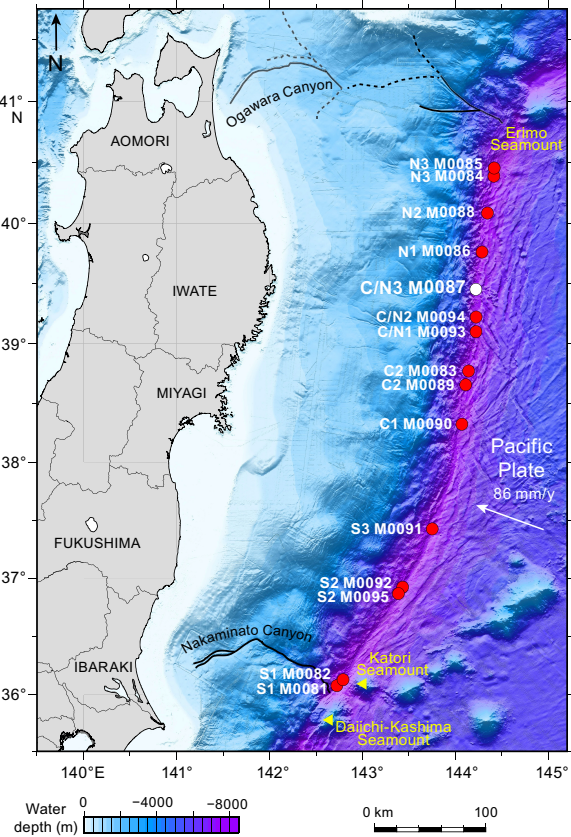 N
41°
N
Ogawara Canyon
Erimo
Seamount
AOMORI
N3 M0085
N3 M0084
40°
N2 M0088
N1 M0086
IWATE
C/N3 M0087
C/N2 M0094
C/N1 M0093
39°
C2 M0083
C2 M0089
MIYAGI
C1 M0090
Pacific
Plate
86 mm/y
38°
S3 M0091
FUKUSHIMA
37°
S2 M0092
S2 M0095
Nakaminato Canyon
IBARAKI
Katori
Seamount
S1 M0082
S1 M0081
36°
Daiichi-Kashima
Seamount
140°E 141° 142° 143° 144° 145°
Water
depth (m)
0 −4000 −8000
0 km 100